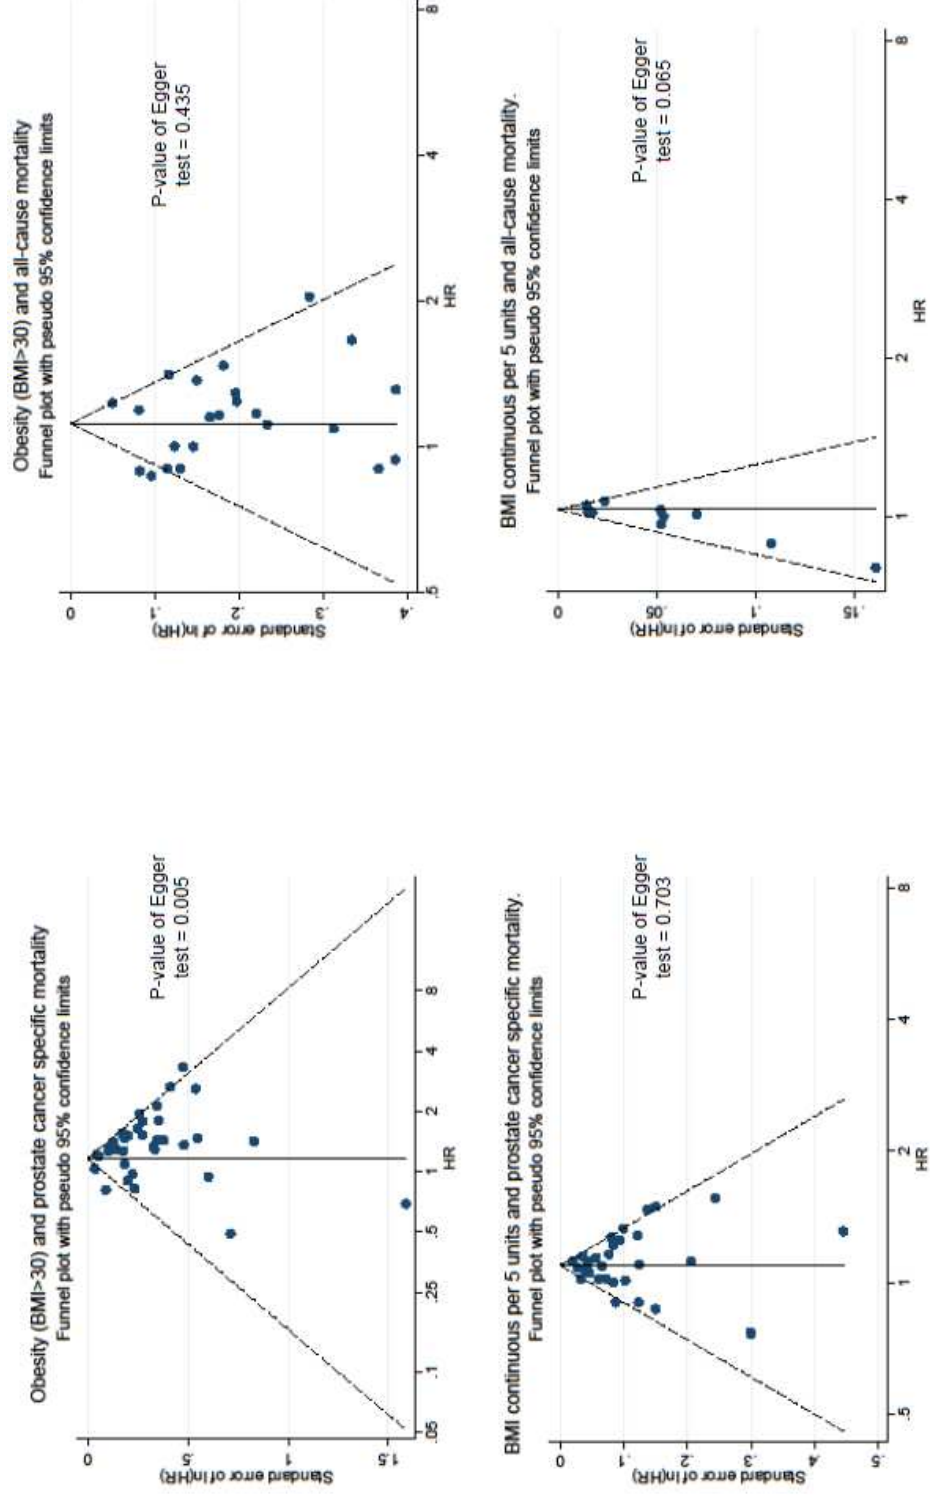 Obesity (BMI>30) and prostate cancer specific mortality
Funnel plot with pseudo 95% confidence limits
P-value of Egger
test = 0.005
Standard error of ln(HR)
0
.5
1
1.5
.05
.1
.25
.5
1
2
4
8
HR
Obesity (BMI>30) and all-cause mortality
Funnel plot with pseudo 95% confidence limits
P-value of Egger
test = 0.435
Standard error of ln(HR)
0
.1
.2
.3
.4
.5
1
2
4
8
HR
BMI continuous per 5 units and prostate cancer specific mortality.
Funnel plot with pseudo 95% confidence limits
P-value of Egger
test = 0.703
Standard error of ln(HR)
0
.1
.2
.3
.4
.5
.5
1
2
4
8
HR
BMI continuous per 5 units and all-cause mortality.
Funnel plot with pseudo 95% confidence limits
P-value of Egger
test = 0.065
Standard error of ln(HR)
0
.05
.1
.15
1
2
4
8
HR